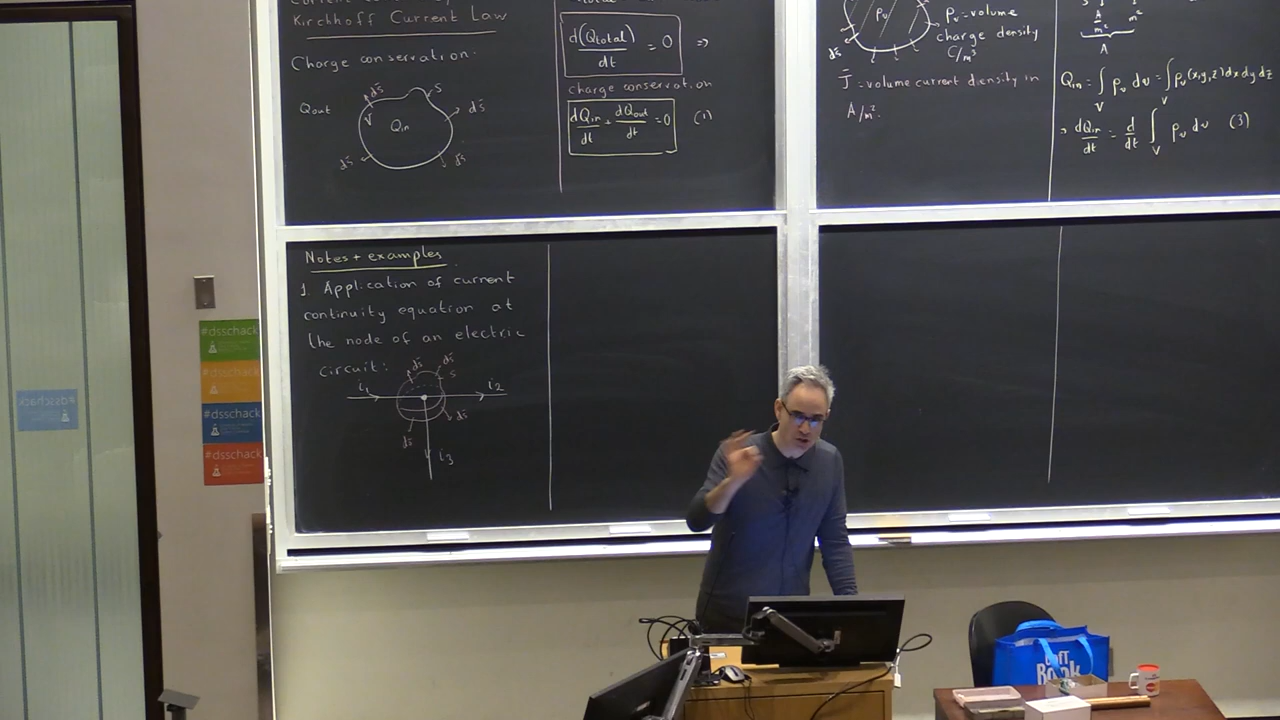 Kirchhoff Current Law
Charge conservation.
Qout
S
ds̄
ds̄
V
Qin
ds̄
ds̄
d(Qtotal)/dt = 0 ⇒
charge conservation
dQin/dt + dQout/dt = 0 (1)
ρv
ρv = volume
charge density
C/m³
ds̄
J̄ = volume current density in
A/m².
A/m²
m²
A
Qin = ∫V ρv dv = ∫V ρv(x,y,z) dx dy dz
⇒ dQin/dt = d/dt ∫V ρv dv (3)
Notes + examples
1. Application of current
continuity equation at
the node of an electric
circuit:
ds̄
ds̄
S
i1
i2
ds̄
ds̄
i3
#dsschack
#dsschack
#dsschack
#dsschack
Book